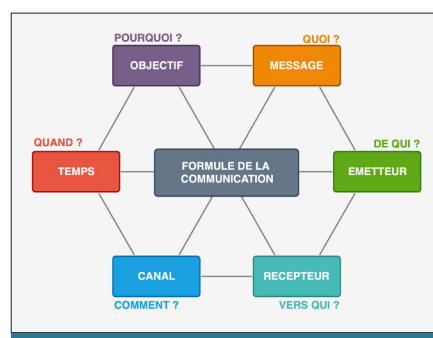 POURQUOI ?
OBJECTIF
QUOI ?
MESSAGE
QUAND ?
TEMPS
FORMULE DE LA
COMMUNICATION
DE QUI ?
EMETTEUR
CANAL
COMMENT ?
RECEPTEUR
VERS QUI ?